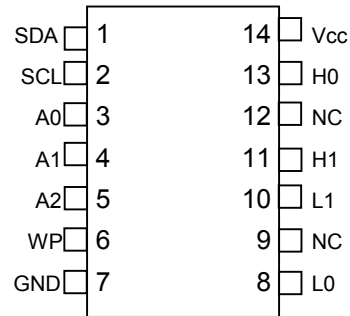 SDA 1 14 Vcc
SCL 2 13 H0
A0 3 12 NC
A1 4 11 H1
A2 5 10 L1
WP 6 9 NC
GND 7 8 L0